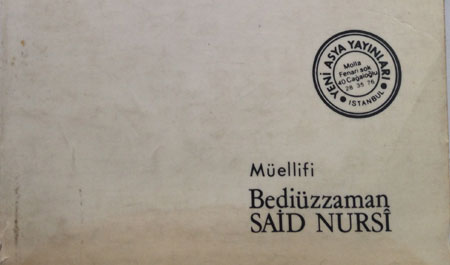 YENİ ASYA YAYINLARI
Molla
Fenari sok
40 Cağaloğlu
28 35 76
• İSTANBUL •
Müellifi
Bediüzzaman
SAİD NURSÎ